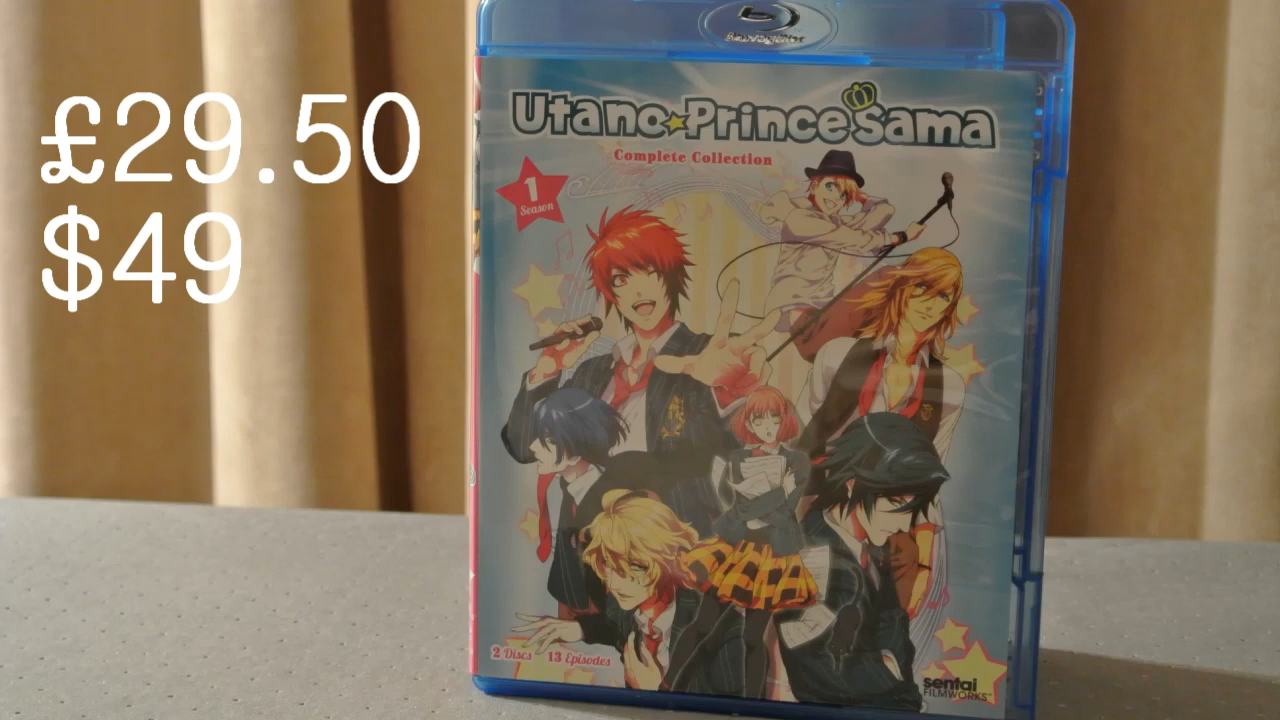 £29.50
$49
Utano★Prince Sama
Complete Collection
1
Season
2 Discs 13 Episodes
sentai
FILMWORKS